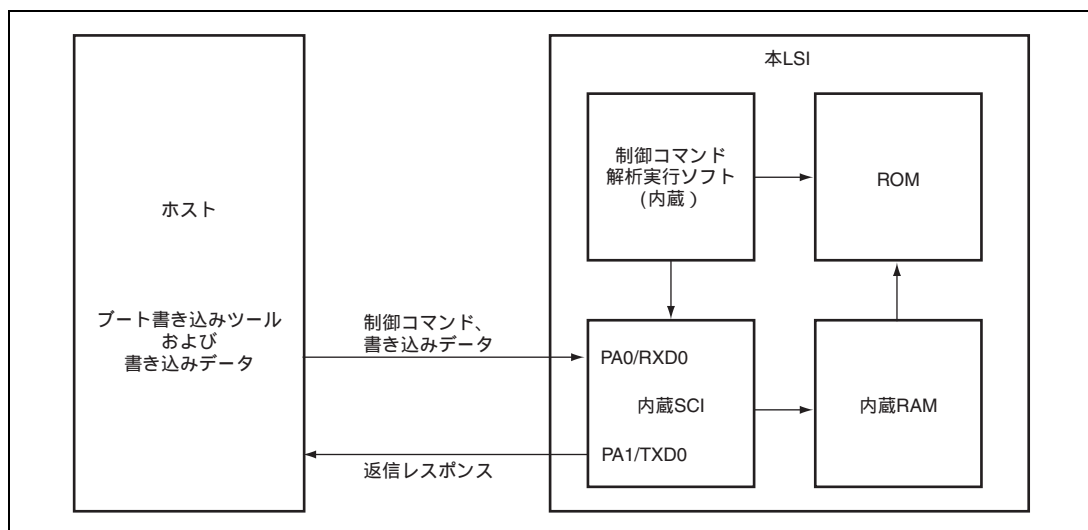 本LSI
制御コマンド
解析実行ソフト
(内蔵)
ROM
ホスト
ブート書き込みツール
および
書き込みデータ
制御コマンド、
書き込みデータ
PA0/RXD0
内蔵SCI
内蔵RAM
PA1/TXD0
返信レスポンス